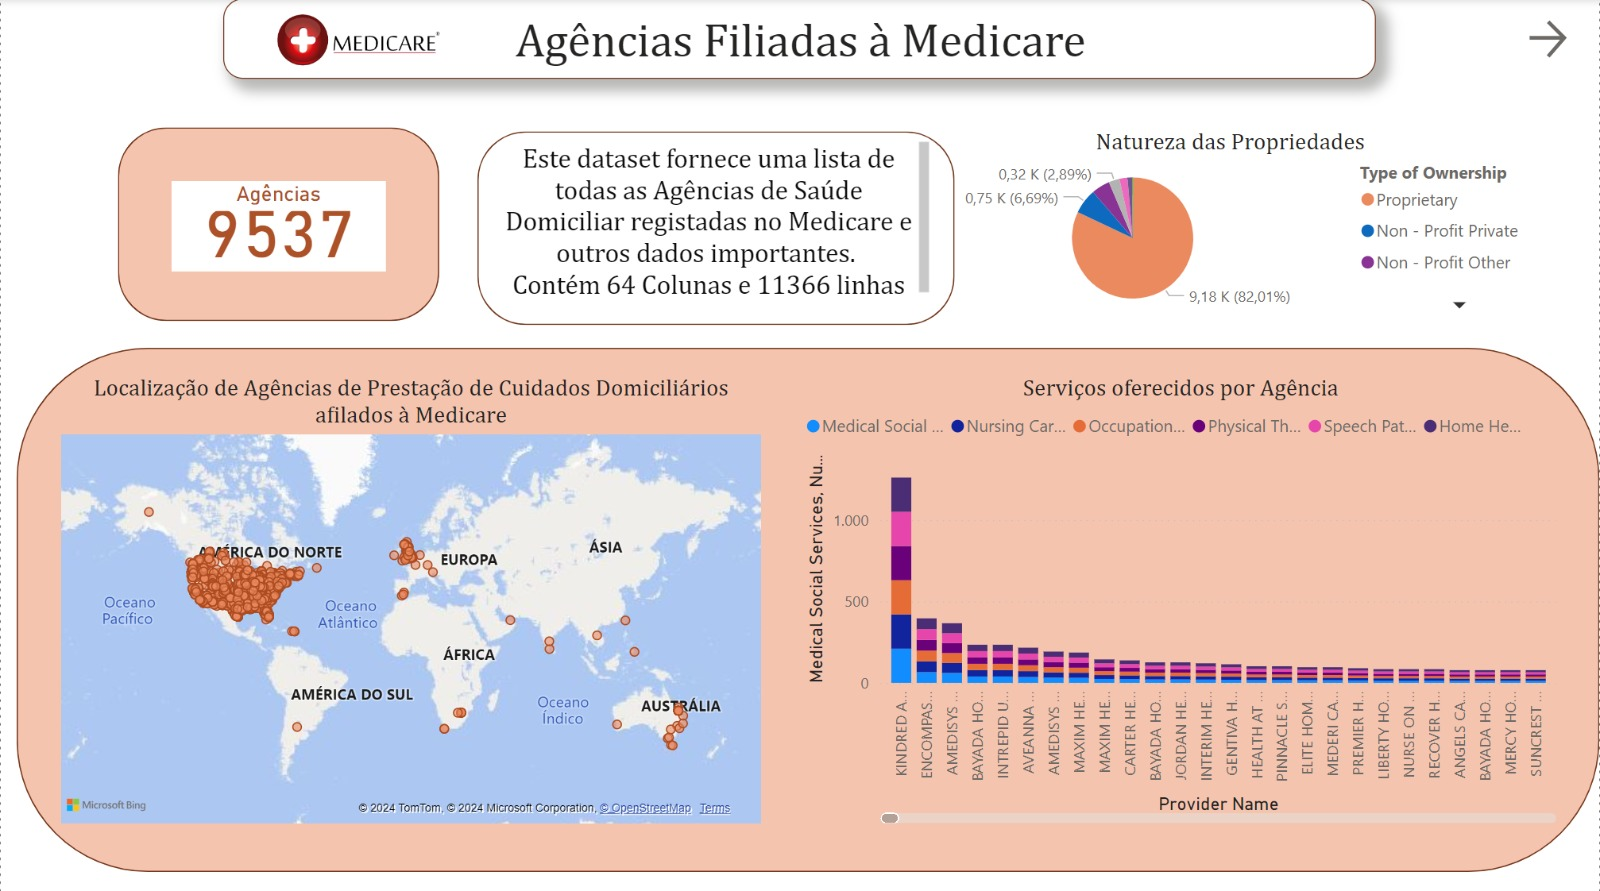 MEDICARE®
Agências Filiadas à Medicare
Agências
9537
Este dataset fornece uma lista de
todas as Agências de Saúde
Domiciliar registadas no Medicare e
outros dados importantes.
Contém 64 Colunas e 11366 linhas
Natureza das Propriedades
0,32 K (2,89%)
0,75 K (6,69%)
9,18 K (82,01%)
Type of Ownership
Proprietary
Non - Profit Private
Non - Profit Other
Localização de Agências de Prestação de Cuidados Domiciliários
afilados à Medicare
AMÉRICA DO NORTE
EUROPA
ÁSIA
Oceano
Pacífico
Oceano
Atlântico
ÁFRICA
AMÉRICA DO SUL
Oceano
Índico
AUSTRÁLIA
Microsoft Bing
© 2024 TomTom, © 2024 Microsoft Corporation, © OpenStreetMap Terms
Serviços oferecidos por Agência
Medical Social ... Nursing Car... Occupation... Physical Th... Speech Pat... Home He...
Medical Social Services, Nu...
1.000
500
0
KINDRED A...
ENCOMPAS...
AMEDISYS ...
BAYADA HO...
INTREPID U...
AVEANNA ...
AMEDISYS ...
MAXIM HE...
MAXIM HE...
CARTER HE...
BAYADA HO...
JORDAN HE...
INTERIM HE...
GENTIVA H...
HEALTH AT ...
PINNACLE S...
ELITE HOM...
MEDERI CA...
PREMIER H...
LIBERTY HO...
NURSE ON ...
RECOVER H...
ANGELS CA...
BAYADA HO...
MERCY HO...
SUNCREST ...
Provider Name